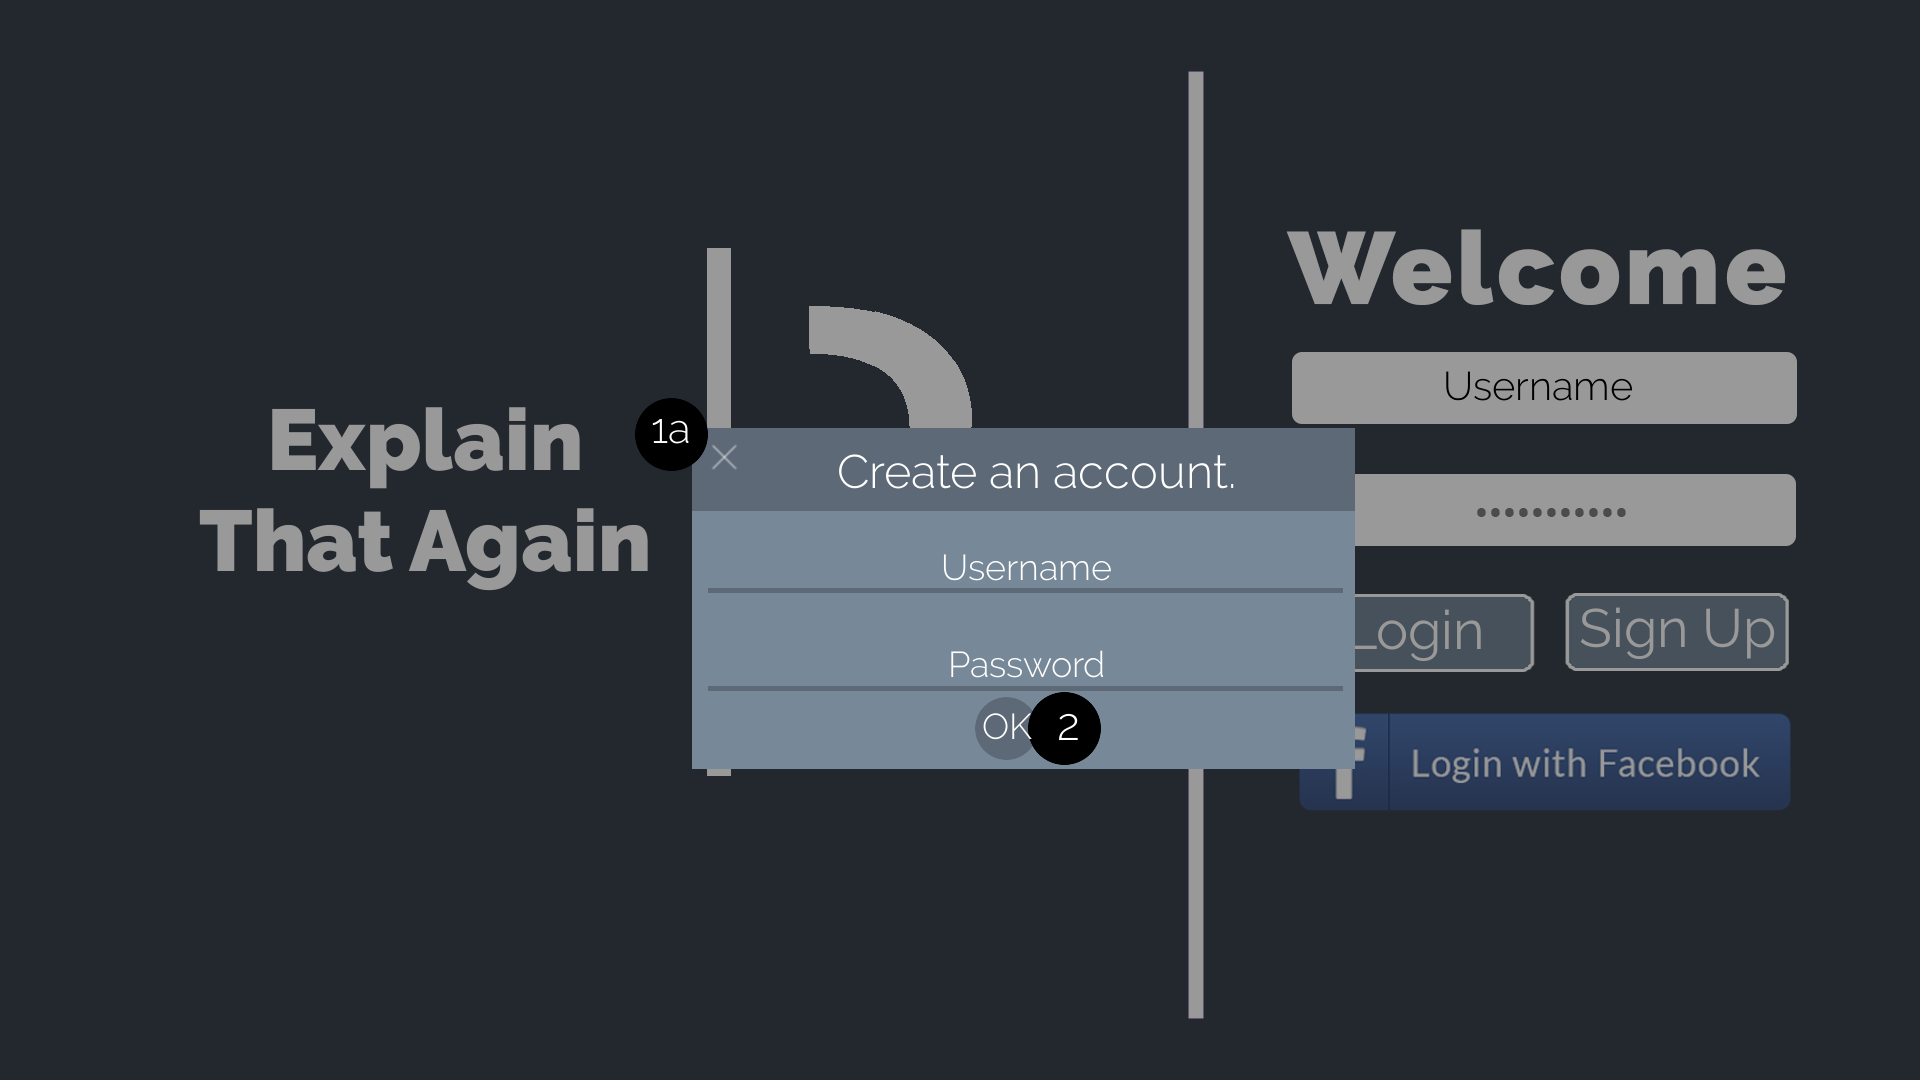 Explain
That Again
1a
Create an account.
Username
Password
OK
2
Welcome
Username
Login
Sign Up
f
Login with Facebook